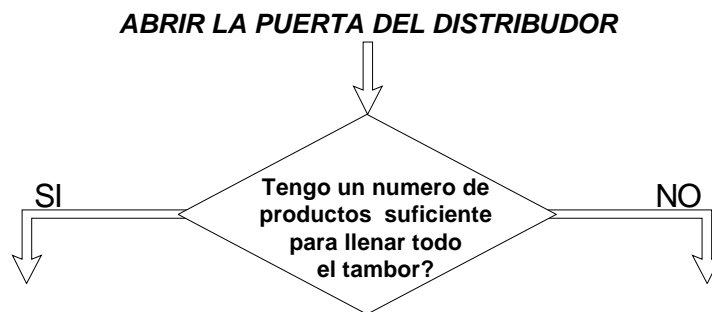 ABRIR LA PUERTA DEL DISTRIBUDOR
SI
NO
Tengo un numero de
productos suficiente
para llenar todo
el tambor?